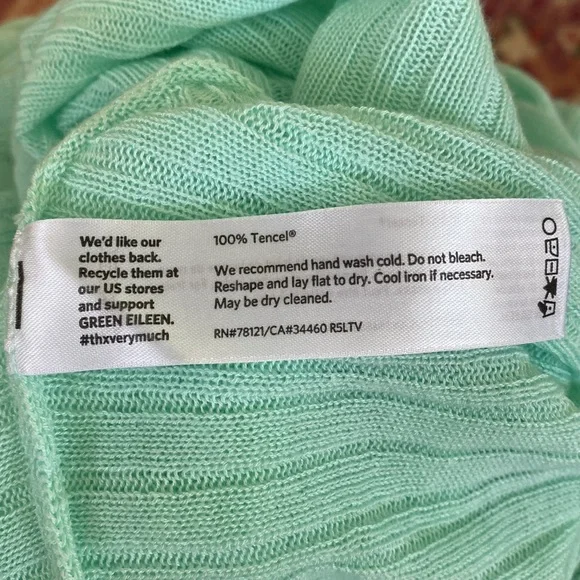 We'd like our
clothes back.
Recycle them at
our US stores
and support
GREEN EILEEN.
#thxverymuch
100% Tencel®
We recommend hand wash cold. Do not bleach.
Reshape and lay flat to dry. Cool iron if necessary.
May be dry cleaned.
RN#78121/CA#34460 R5LTV